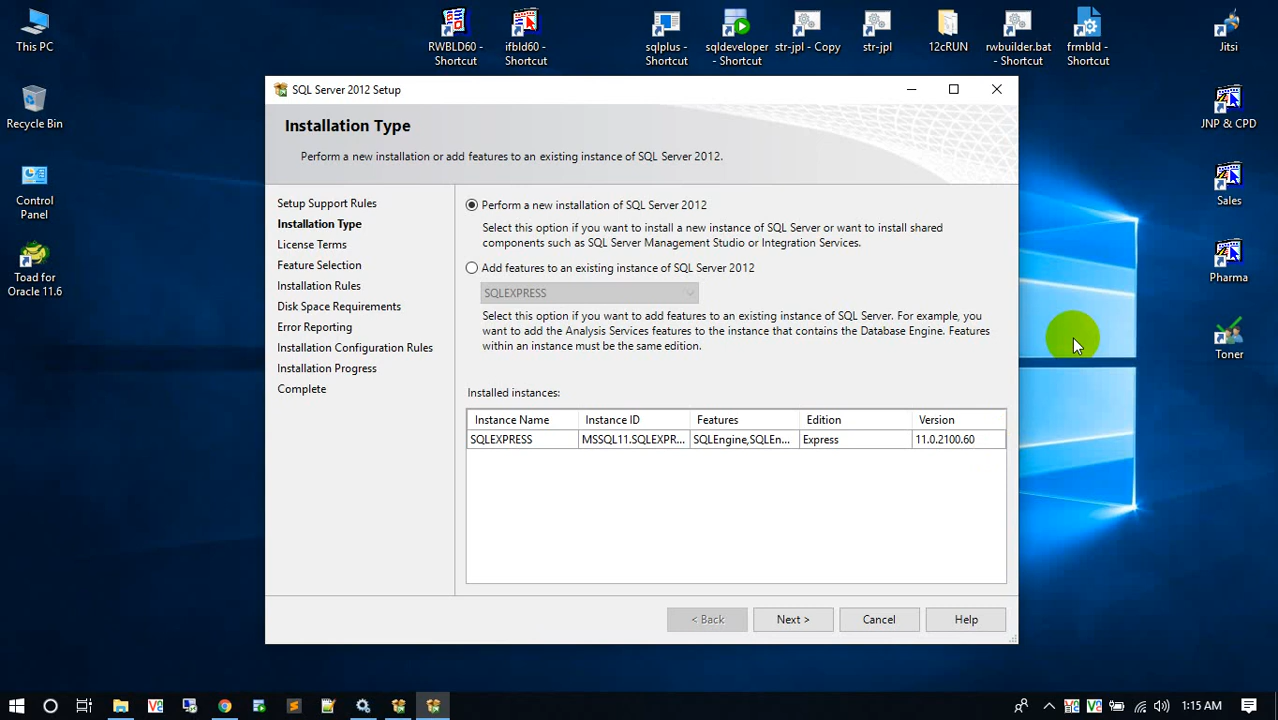 This PC
Recycle Bin
Control
Panel
Toad for
Oracle 11.6
RWBLD60 -
Shortcut
ifbld60 -
Shortcut
sqlplus -
Shortcut
sqldeveloper
- Shortcut
str-jpl - Copy
str-jpl
12cRUN
rwbuilder.bat
- Shortcut
frmbld -
Shortcut
Jitsi
JNP & CPD
Sales
Pharma
Toner
SQL Server 2012 Setup
Installation Type
Perform a new installation or add features to an existing instance of SQL Server 2012.
Setup Support Rules
Installation Type
License Terms
Feature Selection
Installation Rules
Disk Space Requirements
Error Reporting
Installation Configuration Rules
Installation Progress
Complete
Perform a new installation of SQL Server 2012
Select this option if you want to install a new instance of SQL Server or want to install shared
components such as SQL Server Management Studio or Integration Services.
Add features to an existing instance of SQL Server 2012
SQLEXPRESS
Select this option if you want to add features to an existing instance of SQL Server. For example, you
want to add the Analysis Services features to the instance that contains the Database Engine. Features
within an instance must be the same edition.
Installed instances:
Instance Name Instance ID Features Edition Version
SQLEXPRESS MSSQL11.SQLEXPR... SQLEngine,SQLEn... Express 11.0.2100.60
< Back Next > Cancel Help
1:15 AM